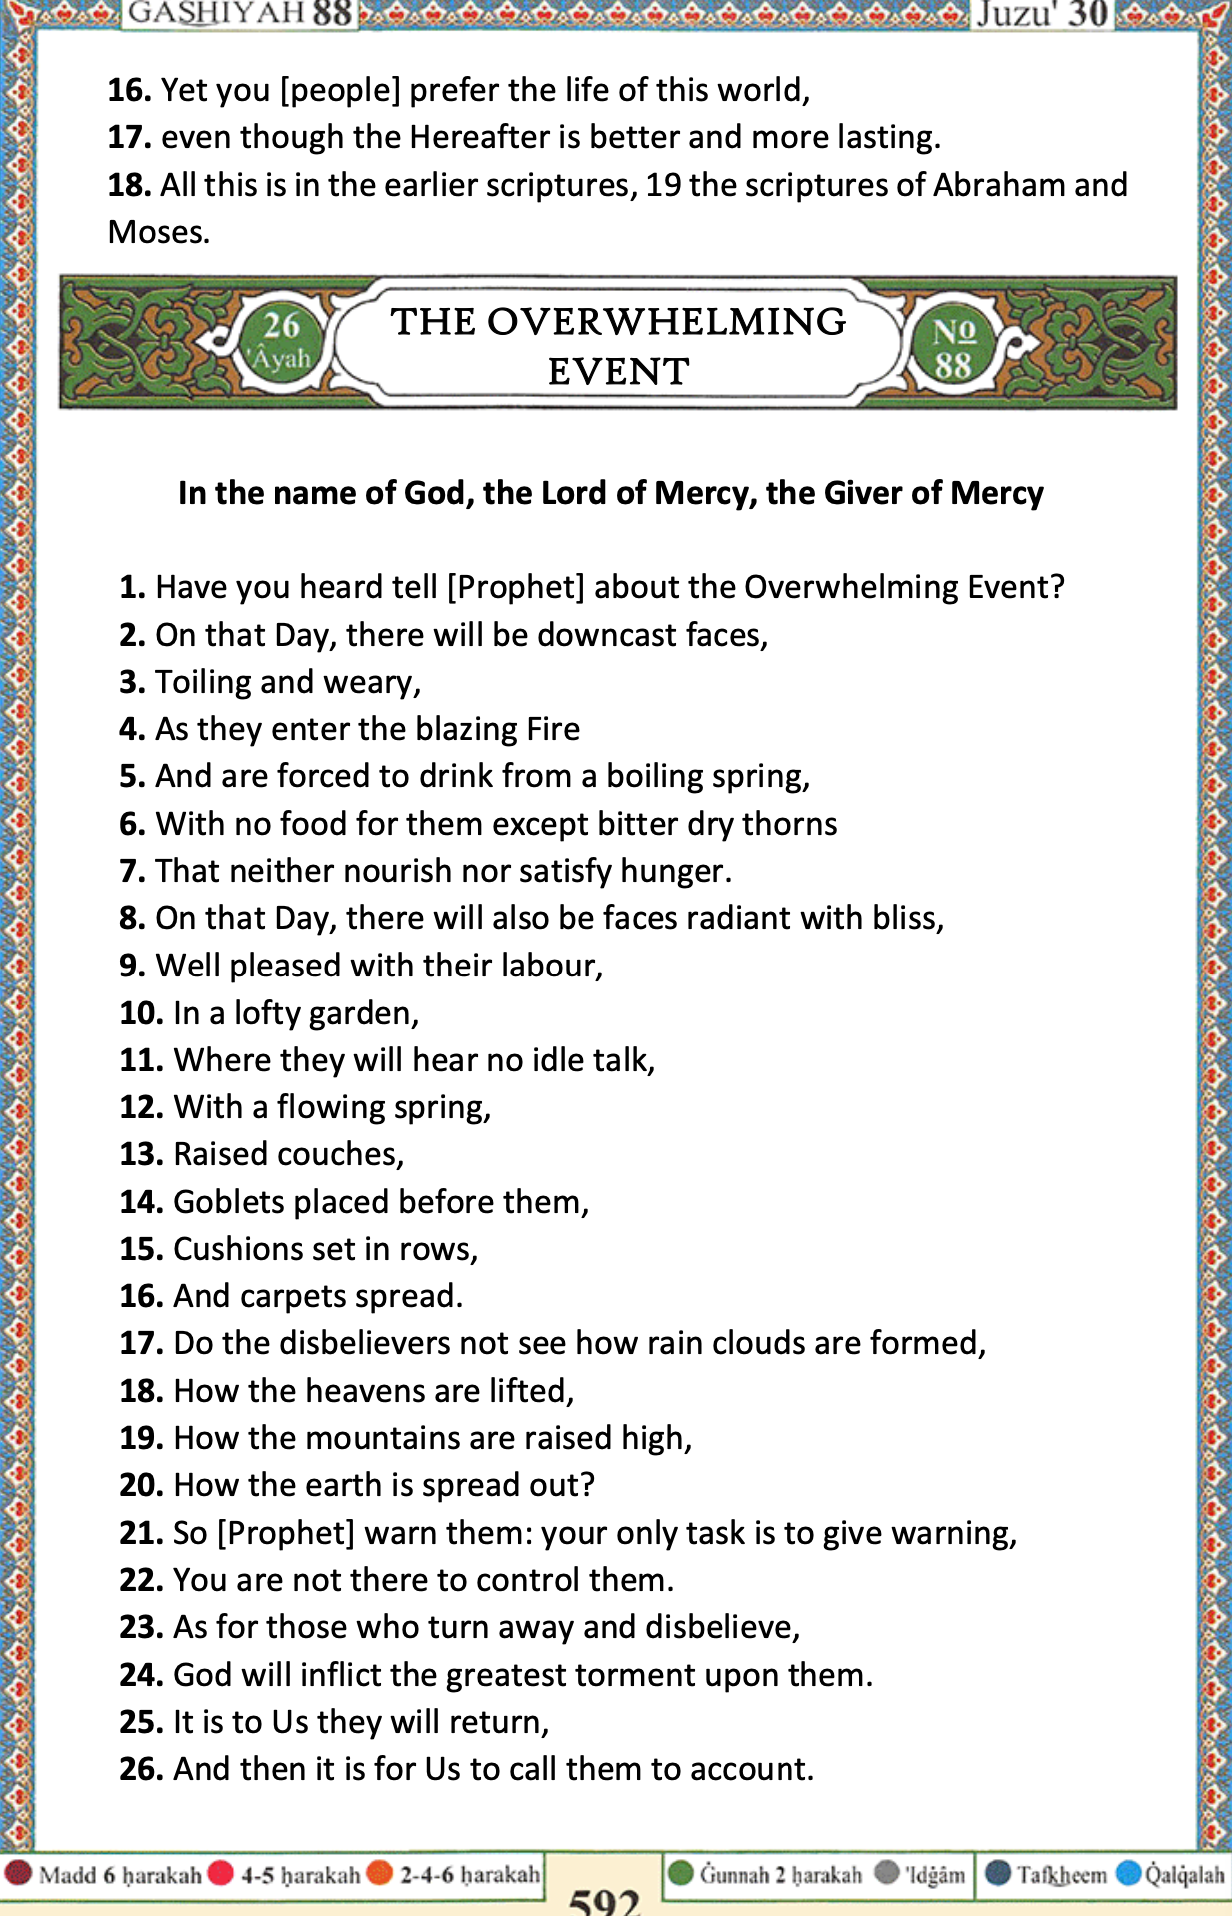 GASHIYAH 88
Juzu' 30
16. Yet you [people] prefer the life of this world,
17. even though the Hereafter is better and more lasting.
18. All this is in the earlier scriptures, 19 the scriptures of Abraham and
Moses.
26
'Âyah
THE OVERWHELMING
EVENT
No
88
In the name of God, the Lord of Mercy, the Giver of Mercy
1. Have you heard tell [Prophet] about the Overwhelming Event?
2. On that Day, there will be downcast faces,
3. Toiling and weary,
4. As they enter the blazing Fire
5. And are forced to drink from a boiling spring,
6. With no food for them except bitter dry thorns
7. That neither nourish nor satisfy hunger.
8. On that Day, there will also be faces radiant with bliss,
9. Well pleased with their labour,
10. In a lofty garden,
11. Where they will hear no idle talk,
12. With a flowing spring,
13. Raised couches,
14. Goblets placed before them,
15. Cushions set in rows,
16. And carpets spread.
17. Do the disbelievers not see how rain clouds are formed,
18. How the heavens are lifted,
19. How the mountains are raised high,
20. How the earth is spread out?
21. So [Prophet] warn them: your only task is to give warning,
22. You are not there to control them.
23. As for those who turn away and disbelieve,
24. God will inflict the greatest torment upon them.
25. It is to Us they will return,
26. And then it is for Us to call them to account.
Madd 6 ḥarakah 4-5 ḥarakah 2-4-6 ḥarakah
Ġunnah 2 ḥarakah 'Idġâm Tafkheem Qalqalah
592